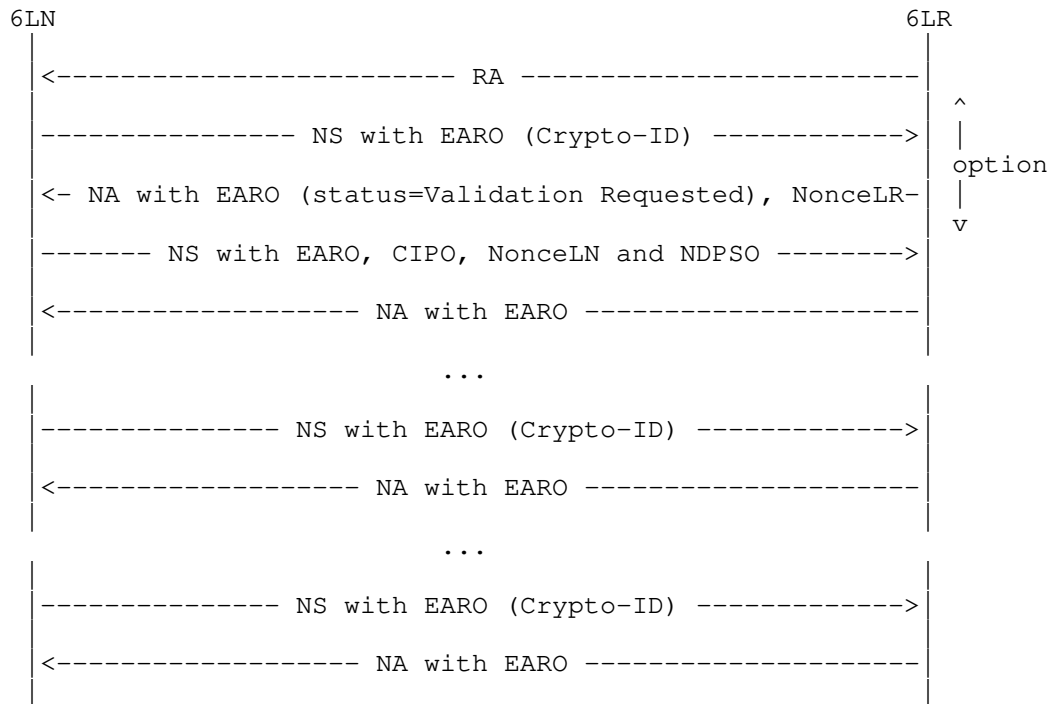 6LN 6LR
<------------------------- RA -------------------------
^
---------------- NS with EARO (Crypto-ID) ------------>
option
<- NA with EARO (status=Validation Requested), NonceLR-
v
------- NS with EARO, CIPO, NonceLN and NDPSO -------->
<------------------- NA with EARO ---------------------
...
--------------- NS with EARO (Crypto-ID) ------------->
<------------------- NA with EARO ---------------------
...
--------------- NS with EARO (Crypto-ID) ------------->
<------------------- NA with EARO ---------------------